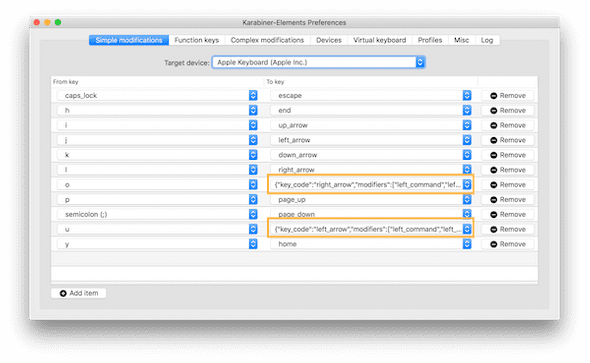 Karabiner-Elements Preferences
Simple modifications Function keys Complex modifications Devices Virtual keyboard Profiles Misc Log
Target device: Apple Keyboard (Apple Inc.)
From key To key
caps_lock escape Remove
h end Remove
i up_arrow Remove
j left_arrow Remove
k down_arrow Remove
l right_arrow Remove
o {"key_code":"right_arrow","modifiers":["left_command","lef... Remove
p page_up Remove
semicolon (;) page_down Remove
u {"key_code":"left_arrow","modifiers":["left_command","left_... Remove
y home Remove
Add item